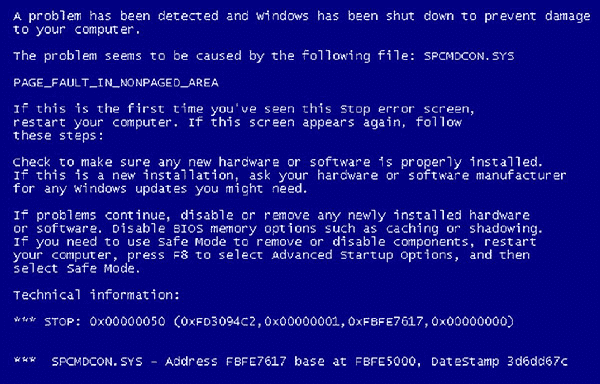 A problem has been detected and Windows has been shut down to prevent damage
to your computer.
The problem seems to be caused by the following file: SPCMDCON.SYS
PAGE_FAULT_IN_NONPAGED_AREA
If this is the first time you've seen this Stop error screen,
restart your computer. If this screen appears again, follow
these steps:
Check to make sure any new hardware or software is properly installed.
If this is a new installation, ask your hardware or software manufacturer
for any Windows updates you might need.
If problems continue, disable or remove any newly installed hardware
or software. Disable BIOS memory options such as caching or shadowing.
If you need to use Safe Mode to remove or disable components, restart
your computer, press F8 to select Advanced Startup Options, and then
select Safe Mode.
Technical information:
*** STOP: 0x00000050 (0xFD3094C2,0x00000001,0xFBFE7617,0x00000000)
*** SPCMDCON.SYS - Address FBFE7617 base at FBFE5000, DateStamp 3d6dd67c